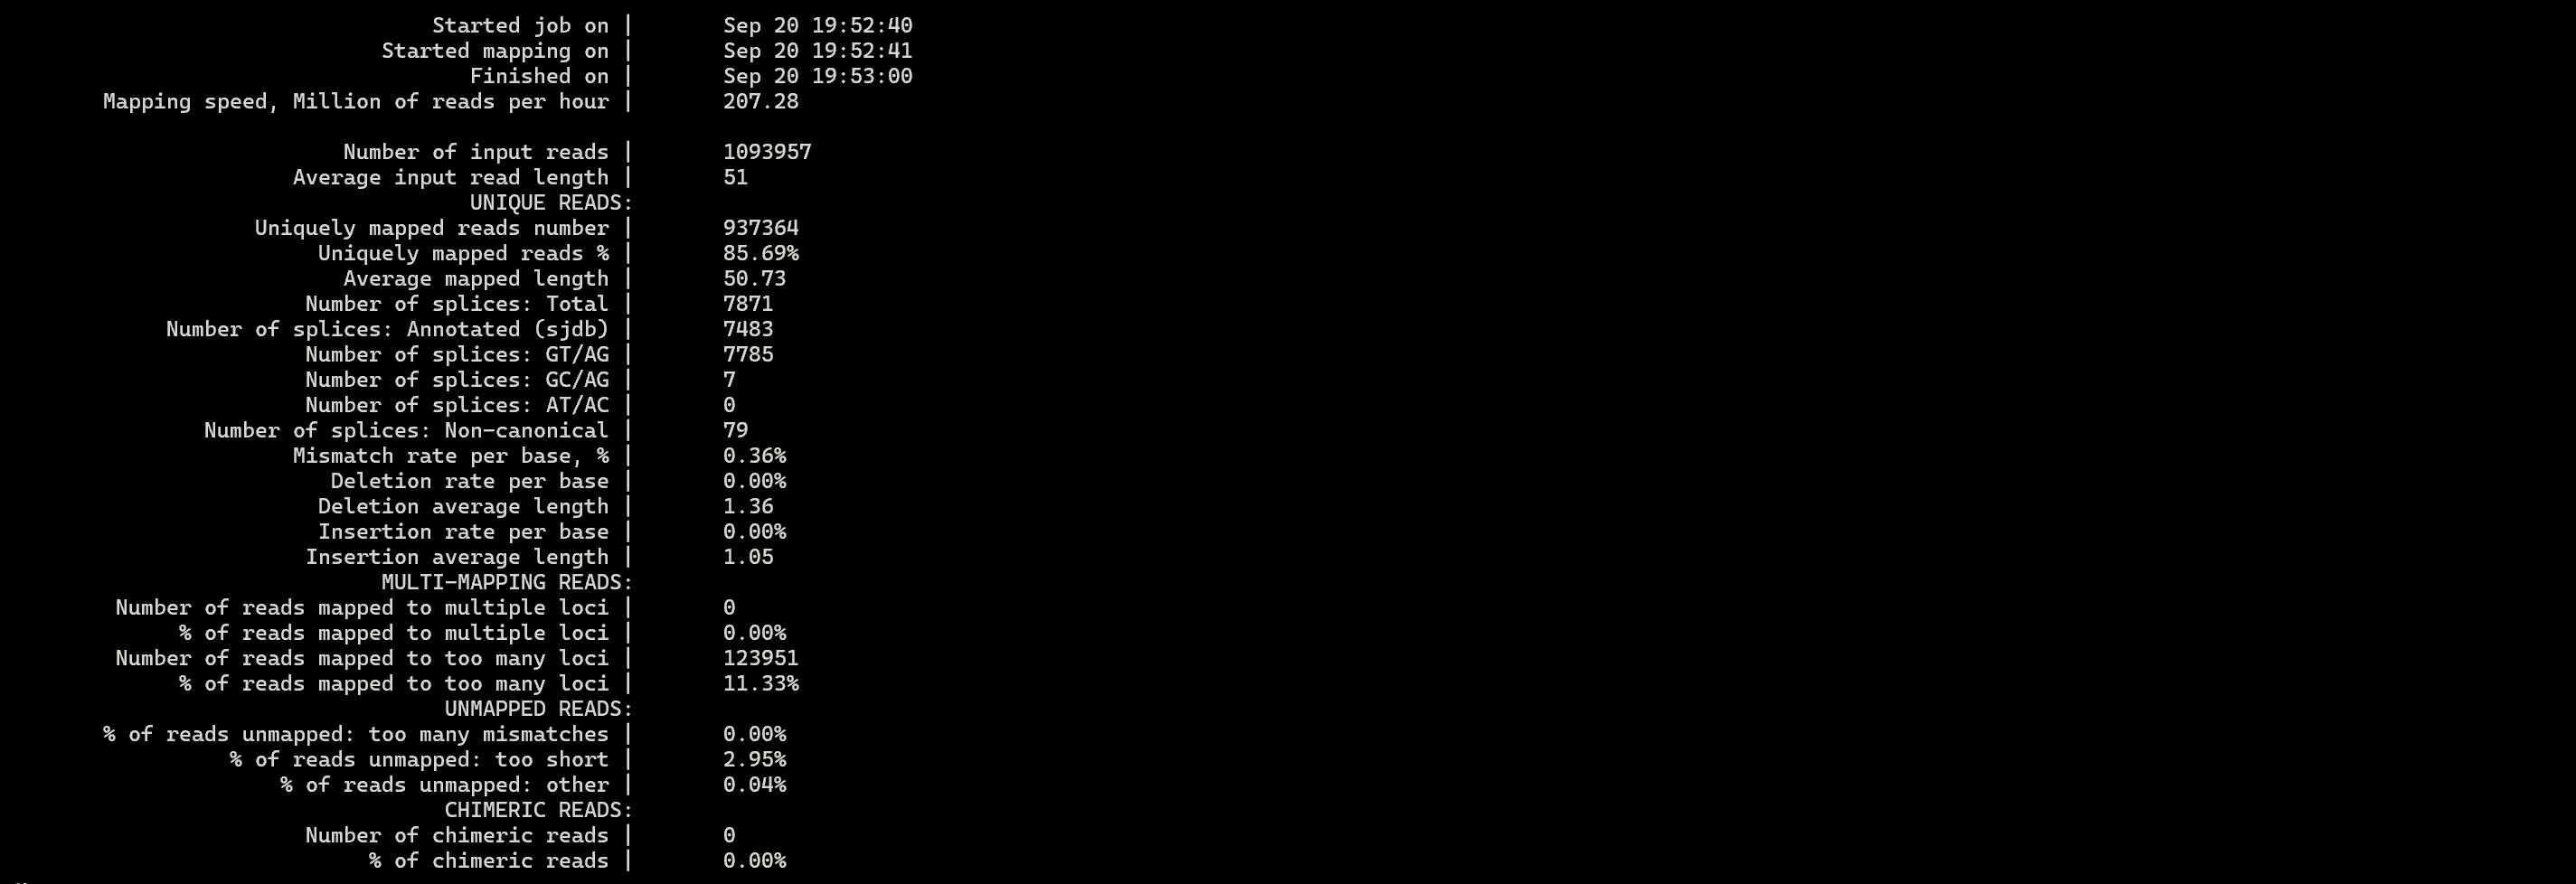 Started job on | Sep 20 19:52:40
Started mapping on | Sep 20 19:52:41
Finished on | Sep 20 19:53:00
Mapping speed, Million of reads per hour | 207.28
Number of input reads | 1093957
Average input read length | 51
UNIQUE READS:
Uniquely mapped reads number | 937364
Uniquely mapped reads % | 85.69%
Average mapped length | 50.73
Number of splices: Total | 7871
Number of splices: Annotated (sjdb) | 7483
Number of splices: GT/AG | 7785
Number of splices: GC/AG | 7
Number of splices: AT/AC | 0
Number of splices: Non-canonical | 79
Mismatch rate per base, % | 0.36%
Deletion rate per base | 0.00%
Deletion average length | 1.36
Insertion rate per base | 0.00%
Insertion average length | 1.05
MULTI-MAPPING READS:
Number of reads mapped to multiple loci | 0
% of reads mapped to multiple loci | 0.00%
Number of reads mapped to too many loci | 123951
% of reads mapped to too many loci | 11.33%
UNMAPPED READS:
% of reads unmapped: too many mismatches | 0.00%
% of reads unmapped: too short | 2.95%
% of reads unmapped: other | 0.04%
CHIMERIC READS:
Number of chimeric reads | 0
% of chimeric reads | 0.00%